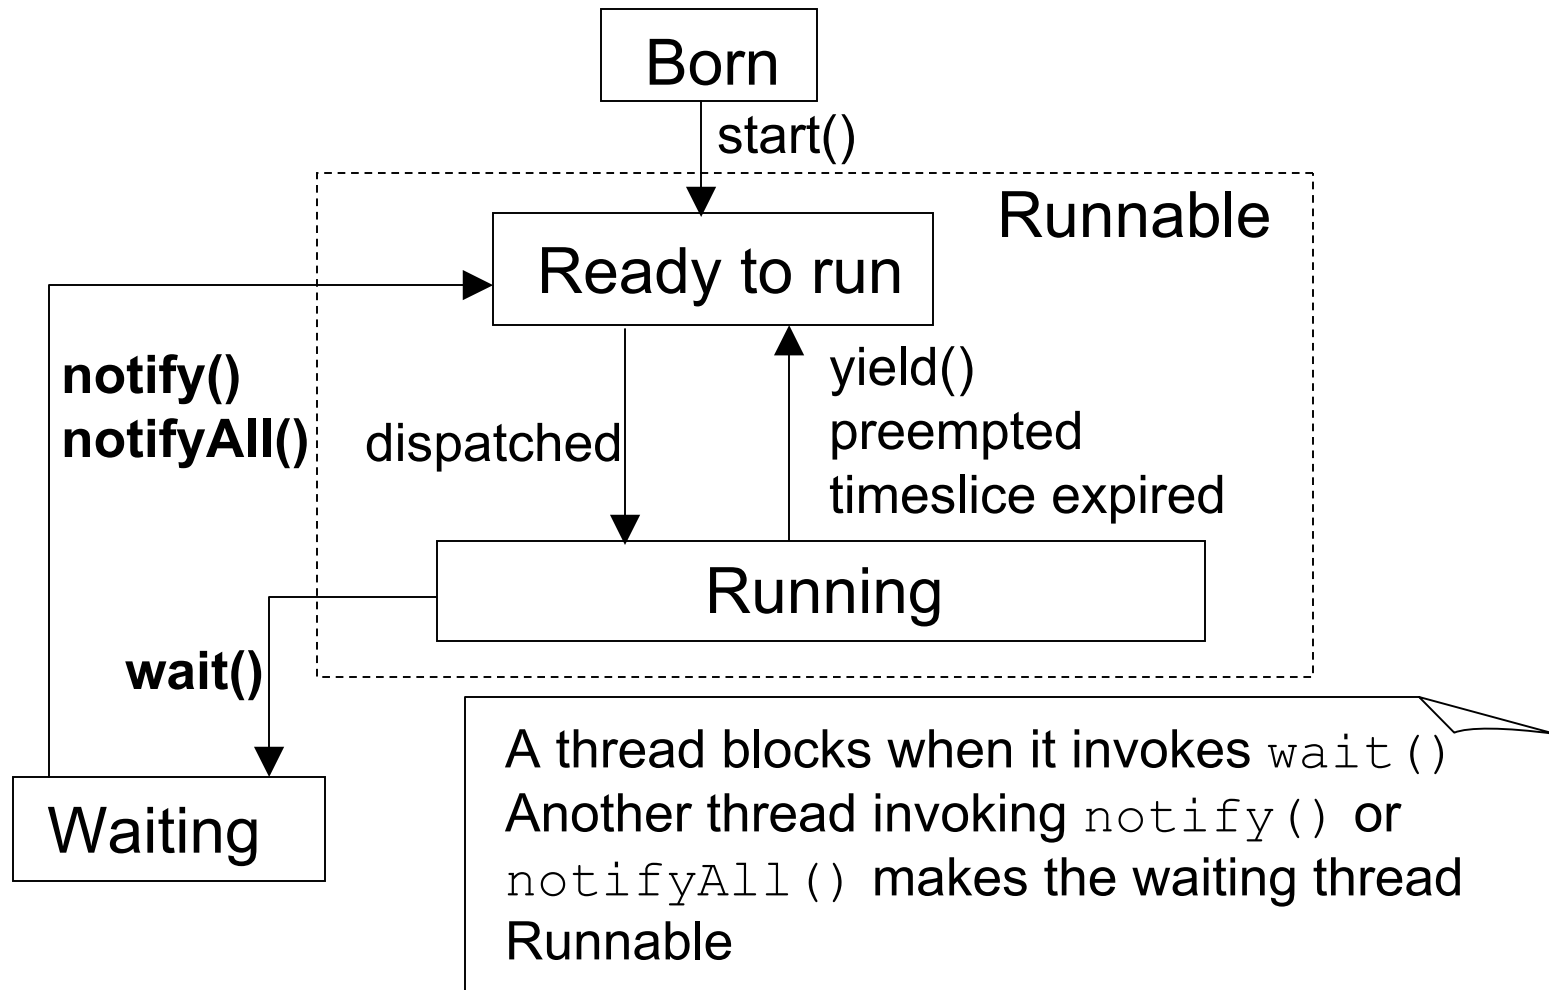 Born
start()
Runnable
Ready to run
notify()
notifyAll()
dispatched
yield()
preempted
timeslice expired
Running
wait()
Waiting
A thread blocks when it invokes wait()
Another thread invoking notify() or
notifyAll() makes the waiting thread
Runnable